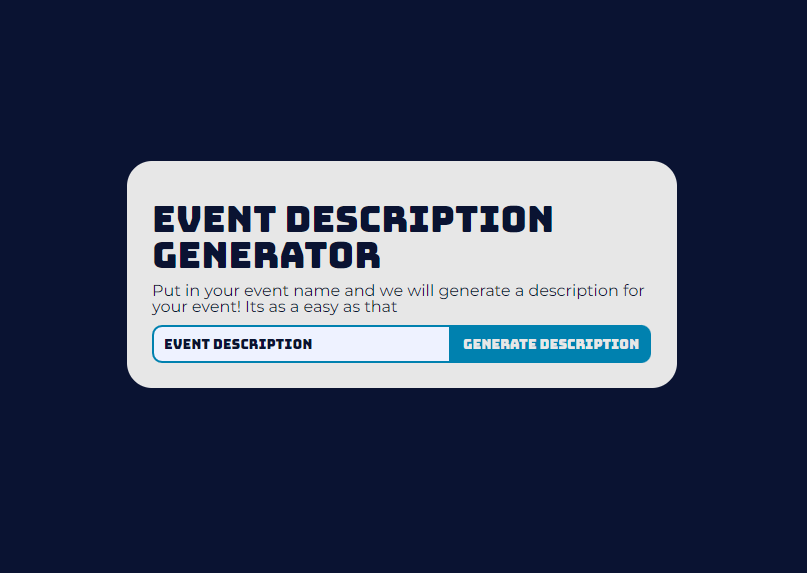 EVENT DESCRIPTION
GENERATOR
Put in your event name and we will generate a description for
your event! Its as a easy as that
EVENT DESCRIPTION
GENERATE DESCRIPTION